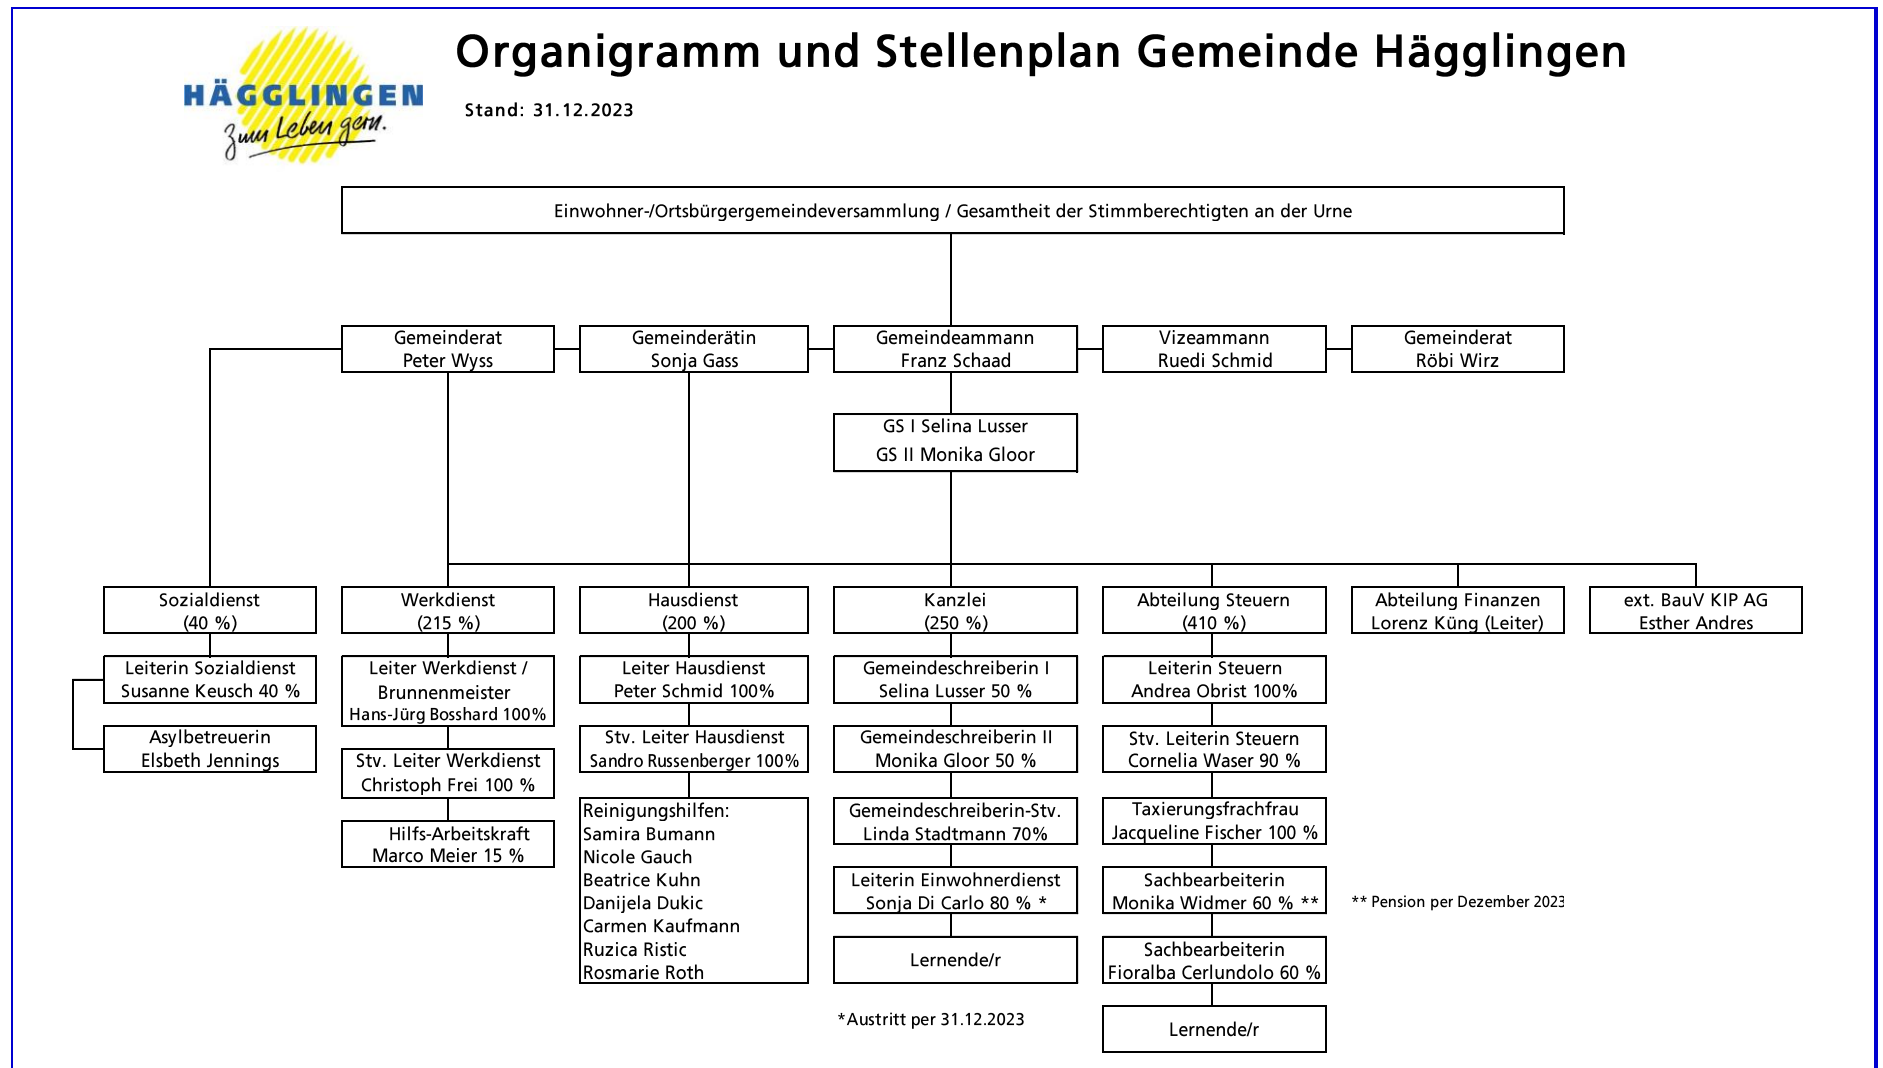 Organigramm und Stellenplan Gemeinde Hägglingen
HÄGGLINGEN
Zum Leben gern.
Stand: 31.12.2023
Einwohner-/Ortsbürgergemeindeversammlung / Gesamtheit der Stimmberechtigten an der Urne
Gemeinderat
Peter Wyss
Gemeinderätin
Sonja Gass
Gemeindeammann
Franz Schaad
Vizeammann
Ruedi Schmid
Gemeinderat
Röbi Wirz
GS I Selina Lusser
GS II Monika Gloor
Sozialdienst
(40 %)
Leiterin Sozialdienst
Susanne Keusch 40 %
Asylbetreuerin
Elsbeth Jennings
Werkdienst
(215 %)
Leiter Werkdienst /
Brunnenmeister
Hans-Jürg Bosshard 100%
Stv. Leiter Werkdienst
Christoph Frei 100 %
Hilfs-Arbeitskraft
Marco Meier 15 %
Hausdienst
(200 %)
Leiter Hausdienst
Peter Schmid 100%
Stv. Leiter Hausdienst
Sandro Russenberger 100%
Reinigungshilfen:
Samira Bumann
Nicole Gauch
Beatrice Kuhn
Danijela Dukic
Carmen Kaufmann
Ruzica Ristic
Rosmarie Roth
Kanzlei
(250 %)
Gemeindeschreiberin I
Selina Lusser 50 %
Gemeindeschreiberin II
Monika Gloor 50 %
Gemeindeschreiberin-Stv.
Linda Stadtmann 70%
Leiterin Einwohnerdienst
Sonja Di Carlo 80 % *
Lernende/r
*Austritt per 31.12.2023
Abteilung Steuern
(410 %)
Leiterin Steuern
Andrea Obrist 100%
Stv. Leiterin Steuern
Cornelia Waser 90 %
Taxierungsfrachfrau
Jacqueline Fischer 100 %
Sachbearbeiterin
Monika Widmer 60 % **
Sachbearbeiterin
Fioralba Cerlundolo 60 %
Lernende/r
Abteilung Finanzen
Lorenz Küng (Leiter)
** Pension per Dezember 2023
ext. BauV KIP AG
Esther Andres